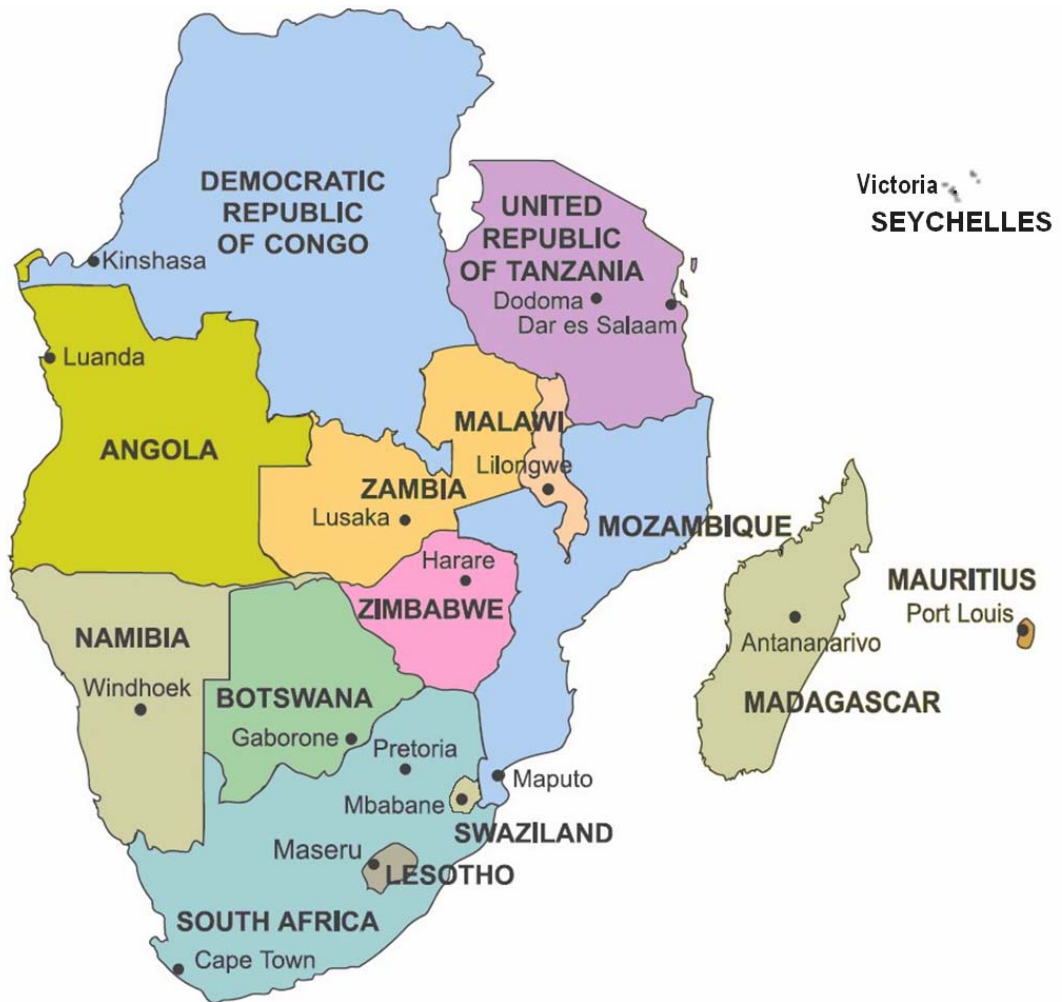 DEMOCRATIC
REPUBLIC
OF CONGO
Kinshasa
UNITED
REPUBLIC
OF TANZANIA
Dodoma
Dar es Salaam
Victoria
SEYCHELLES
Luanda
ANGOLA
MALAWI
Lilongwe
ZAMBIA
Lusaka
MOZAMBIQUE
Harare
ZIMBABWE
MAURITIUS
Port Louis
NAMIBIA
Windhoek
Antananarivo
MADAGASCAR
BOTSWANA
Gaborone
Pretoria
Maputo
Mbabane
SWAZILAND
Maseru
LESOTHO
SOUTH AFRICA
Cape Town